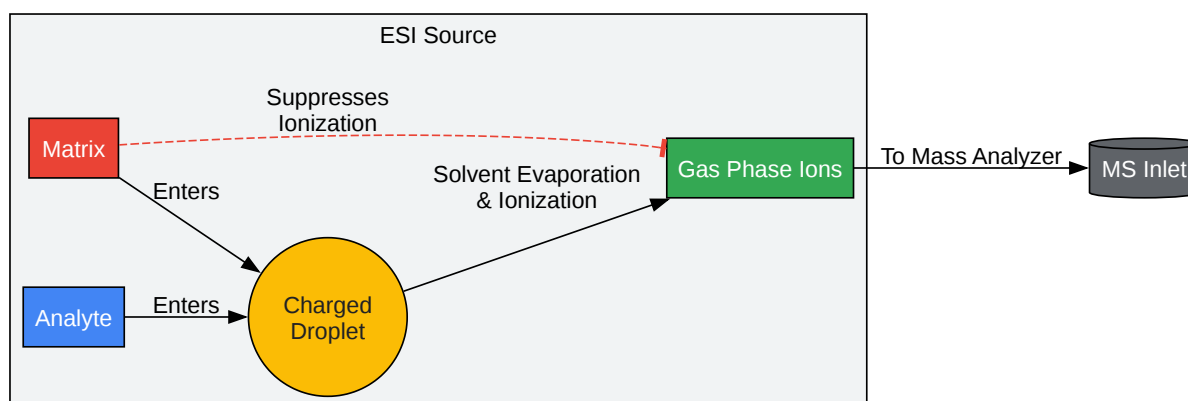 ESI Source
Suppresses
Ionization
Matrix
To Mass Analyzer
Gas Phase Ions
MS Inlet
Solvent Evaporation
& Ionization
Enters
Enters
Analyte
Charged
Droplet